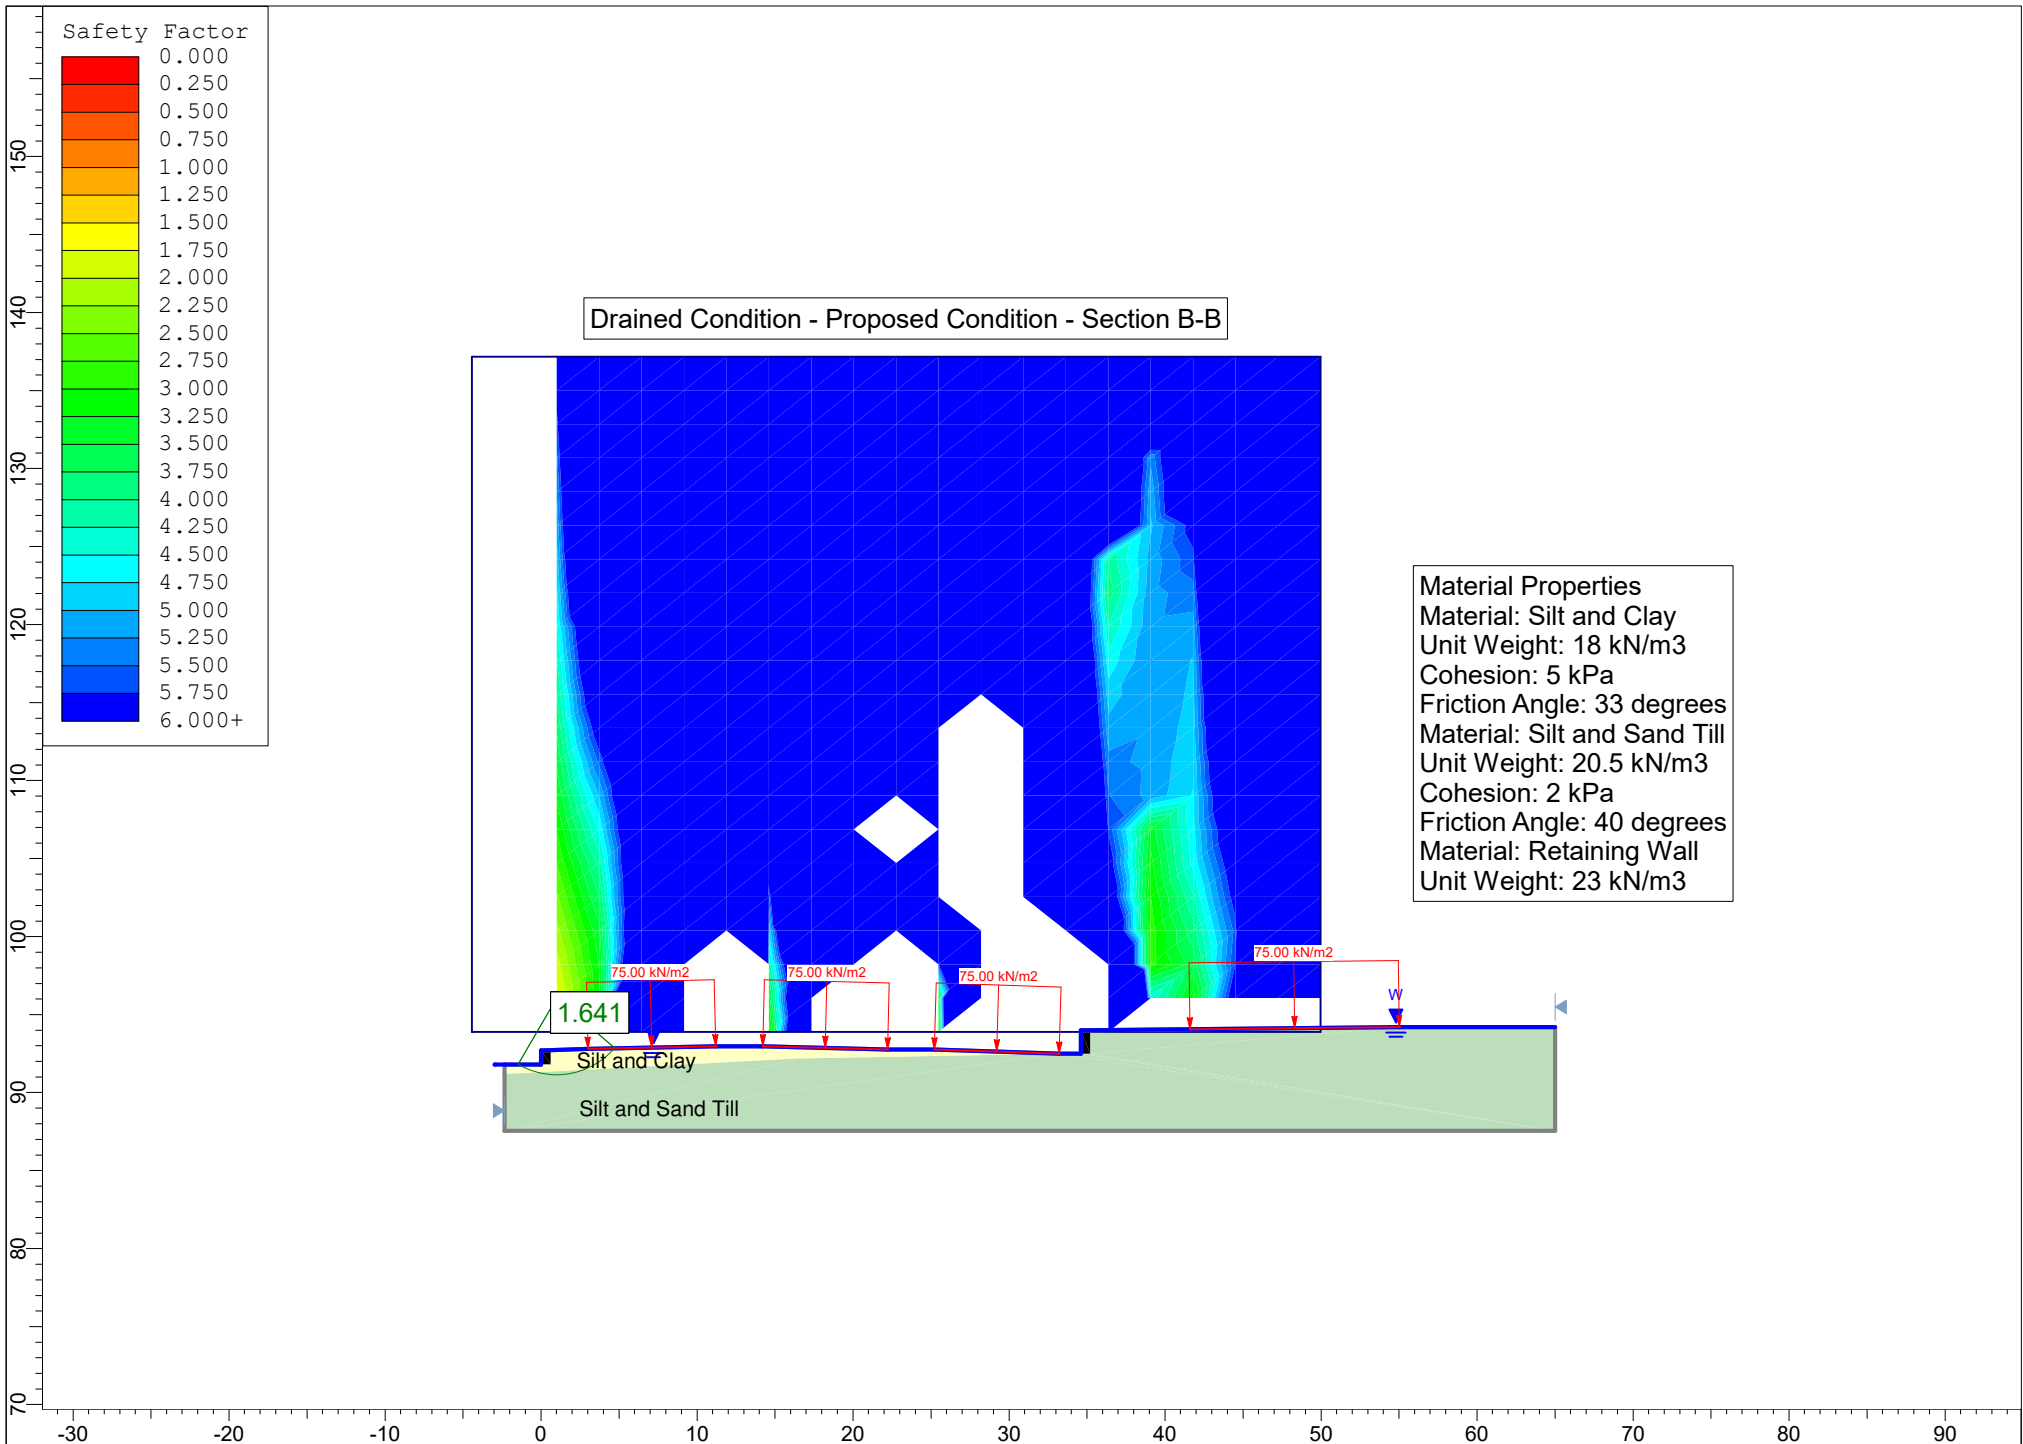 Safety Factor
0.000
0.250
0.500
0.750
1.000
1.250
1.500
1.750
2.000
2.250
2.500
2.750
3.000
3.250
3.500
3.750
4.000
4.250
4.500
4.750
5.000
5.250
5.500
5.750
6.000+
Drained Condition - Proposed Condition - Section B-B
Material Properties
Material: Silt and Clay
Unit Weight: 18 kN/m3
Cohesion: 5 kPa
Friction Angle: 33 degrees
Material: Silt and Sand Till
Unit Weight: 20.5 kN/m3
Cohesion: 2 kPa
Friction Angle: 40 degrees
Material: Retaining Wall
Unit Weight: 23 kN/m3
75.00 kN/m2
75.00 kN/m2
75.00 kN/m2
75.00 kN/m2
W
1.641
Silt and Clay
Silt and Sand Till
150
140
130
120
110
100
90
80
70
-30 -20 -10 0 10 20 30 40 50 60 70 80 90